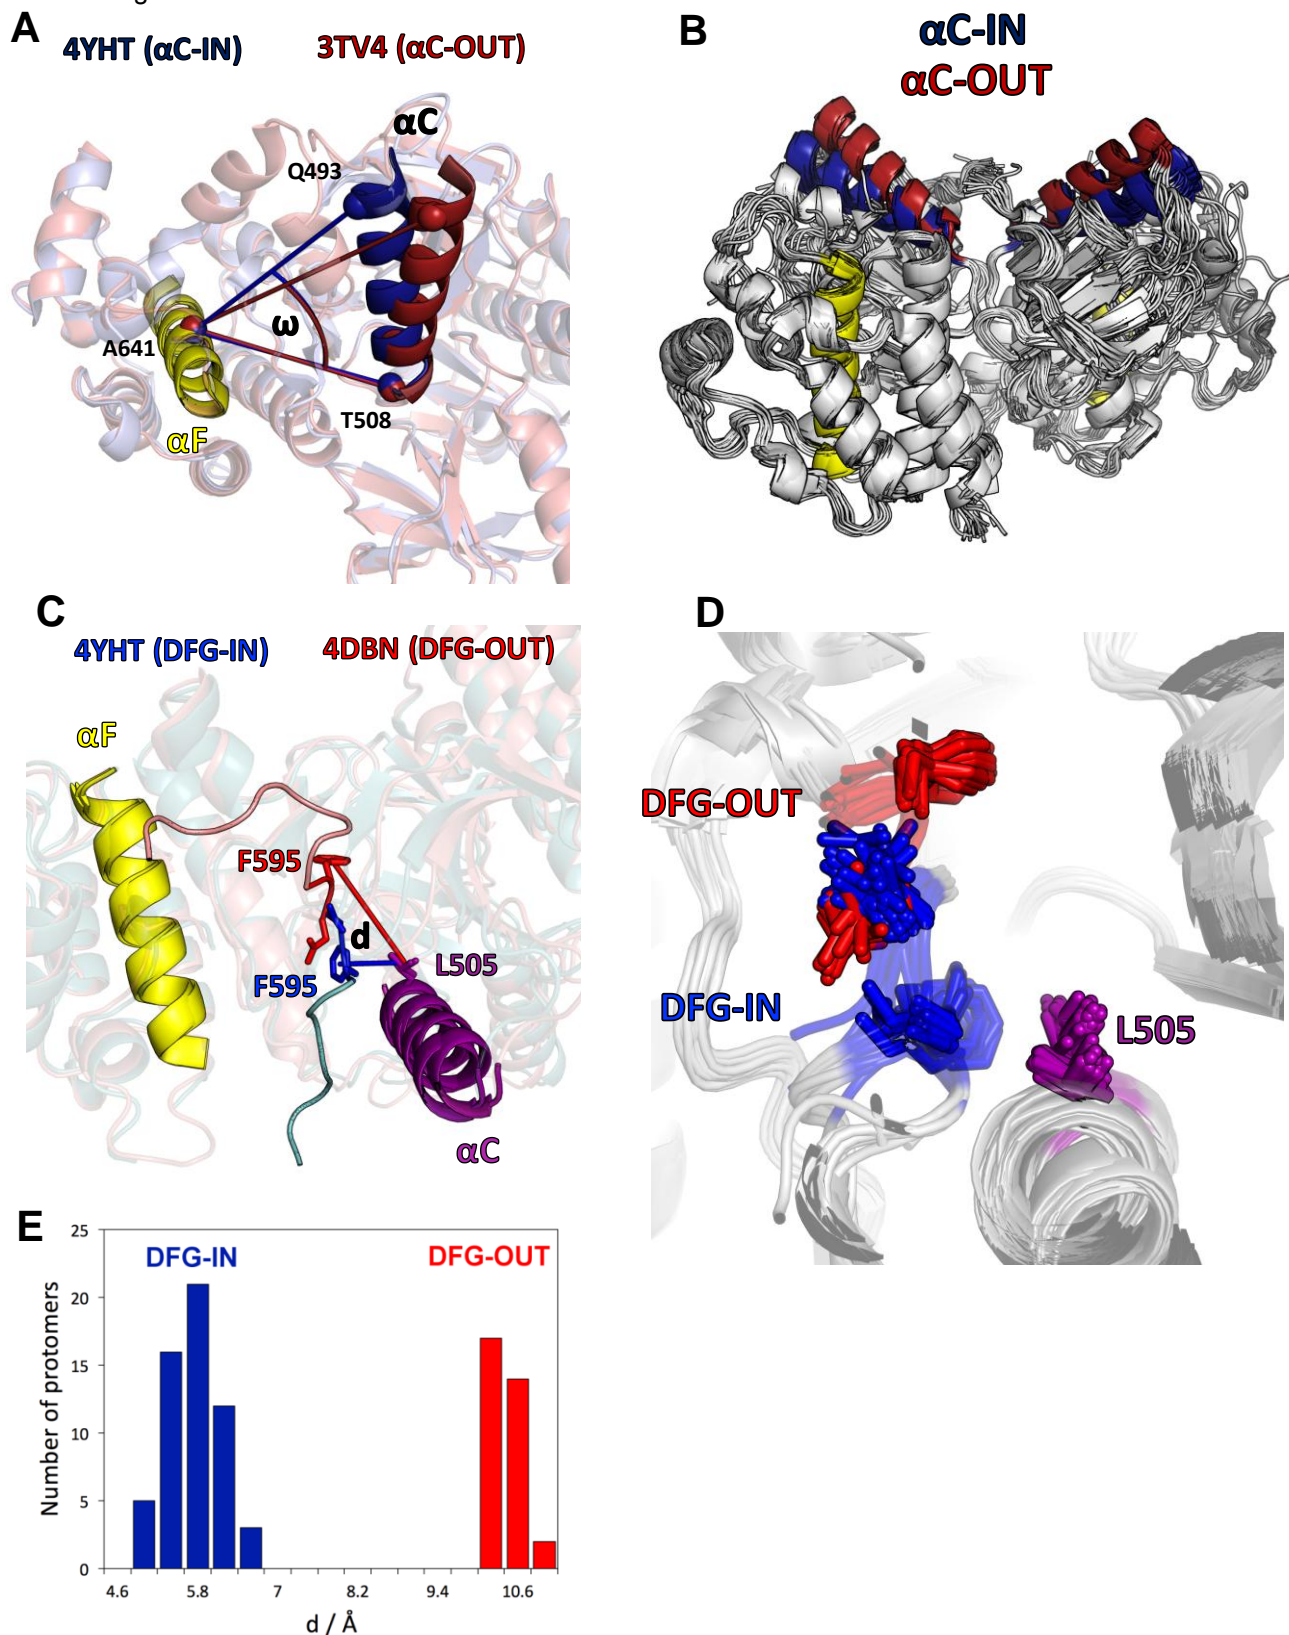 A
4YHT (αC-IN)
3TV4 (αC-OUT)
αC
Q493
ω
A641
T508
αF
B
αC-IN
αC-OUT
C
4YHT (DFG-IN)
4DBN (DFG-OUT)
αF
F595
d
L505
F595
αC
D
DFG-OUT
DFG-IN
L505
E
DFG-IN
DFG-OUT
Number of protomers
25
20
15
10
5
0
4.6 5.8 7 8.2 9.4 10.6
d / Å